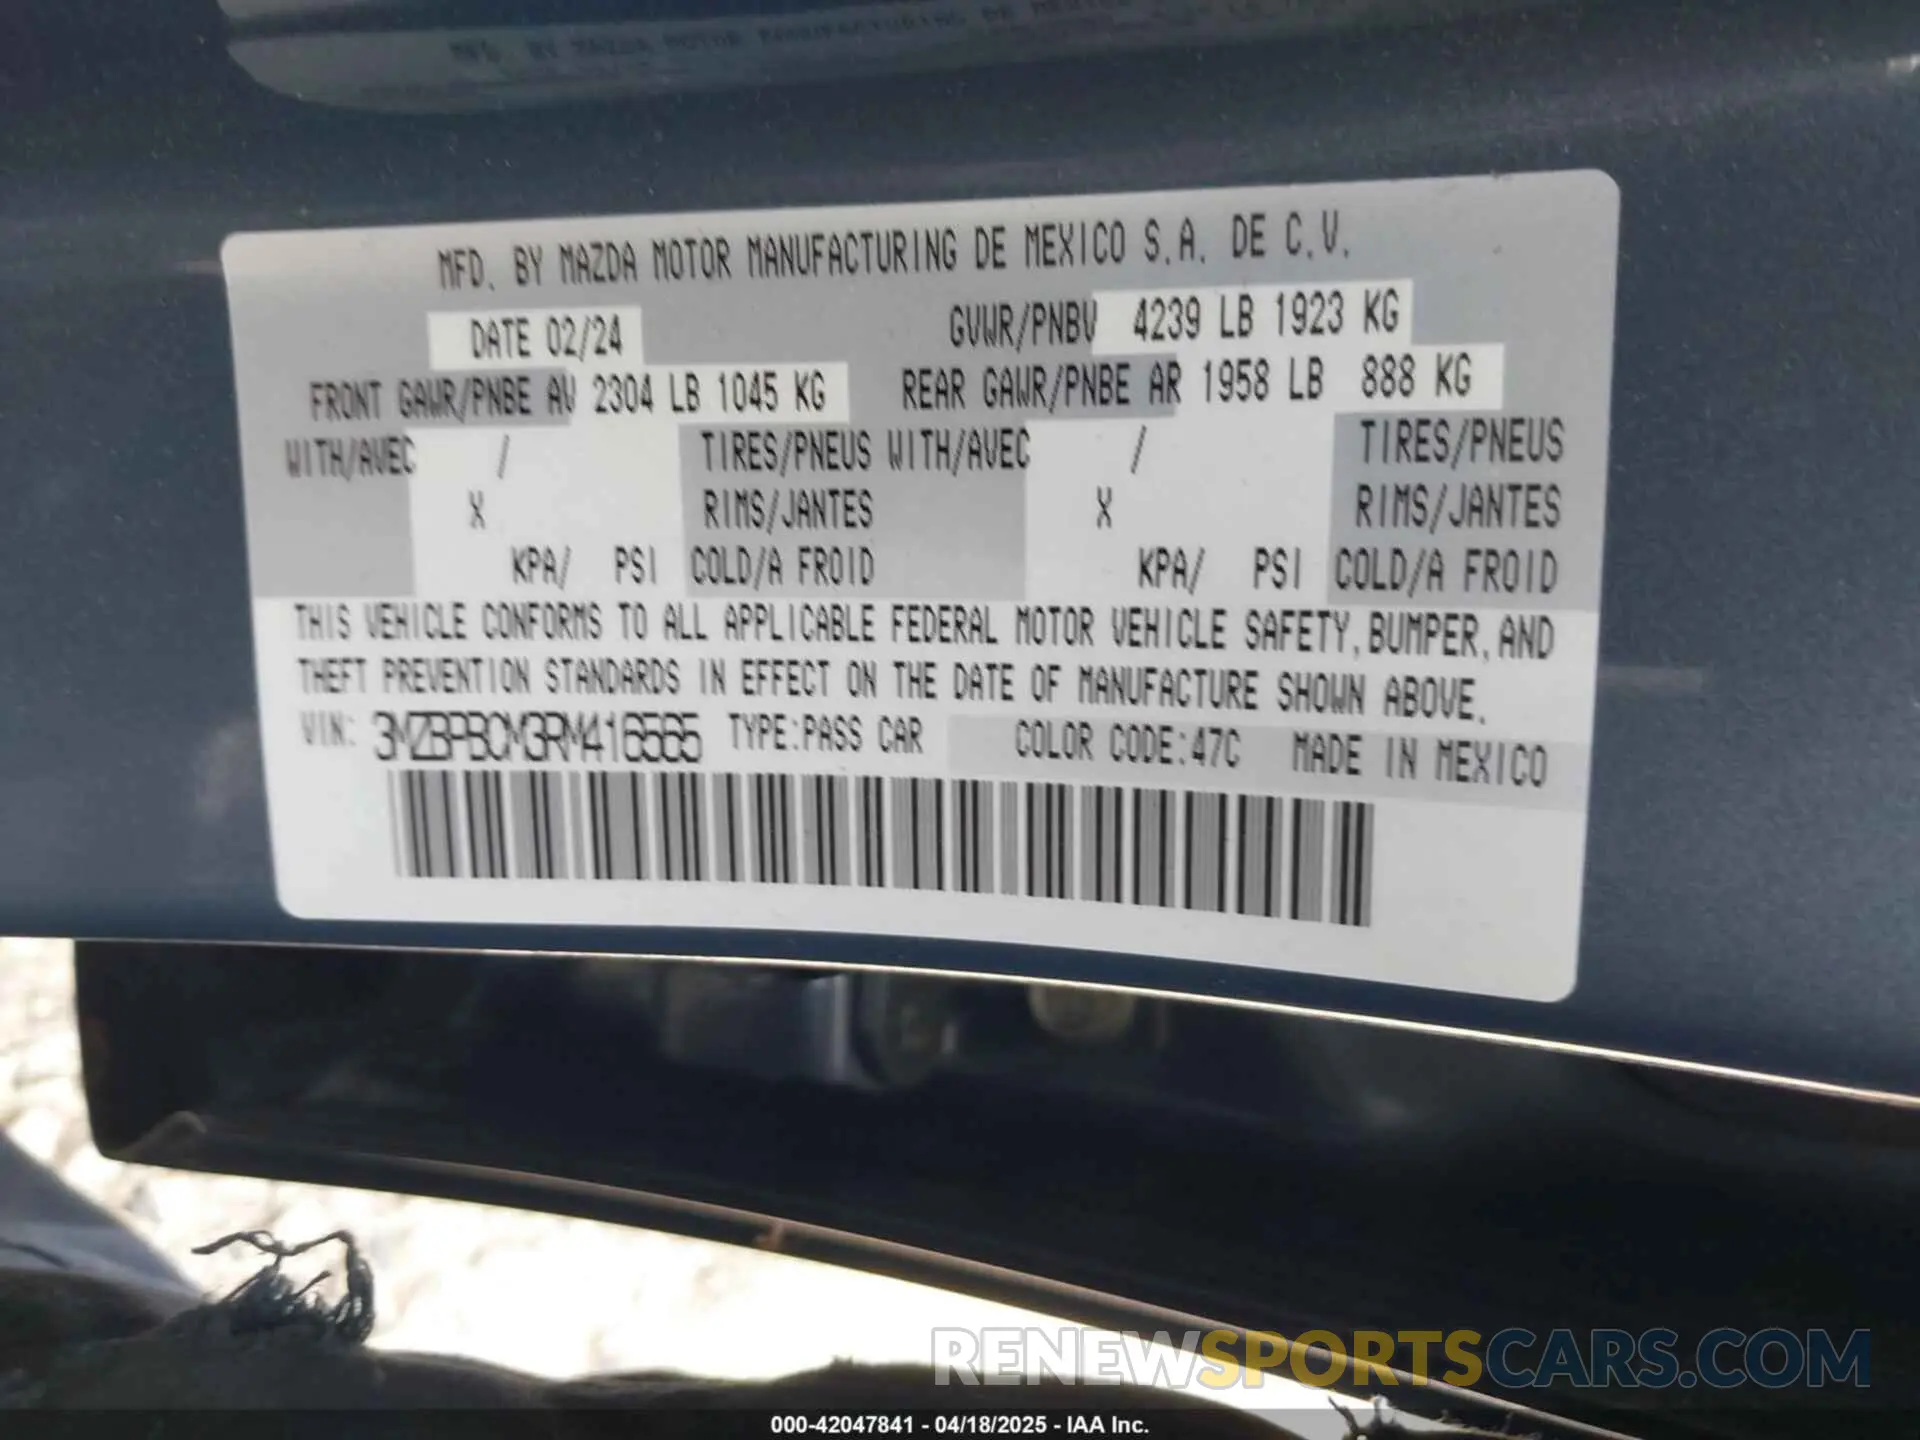 MFD. BY MAZDA MOTOR MANUFACTURING DE MEXICO S.A. DE C.V.
DATE 02/24 GVWR/PNBV 4239 LB 1923 KG
FRONT GAWR/PNBE AV 2304 LB 1045 KG REAR GAWR/PNBE AR 1958 LB 888 KG
WITH/AVEC / TIRES/PNEUS WITH/AVEC / TIRES/PNEUS
X RIMS/JANTES X RIMS/JANTES
KPA/ PSI COLD/A FROID KPA/ PSI COLD/A FROID
THIS VEHICLE CONFORMS TO ALL APPLICABLE FEDERAL MOTOR VEHICLE SAFETY, BUMPER, AND
THEFT PREVENTION STANDARDS IN EFFECT ON THE DATE OF MANUFACTURE SHOWN ABOVE.
VIN: 3MZBPBCM3RM416565 TYPE:PASS CAR COLOR CODE:47C MADE IN MEXICO
RENEWSPORTSCARS.COM
000-42047841 - 04/18/2025 - IAA Inc.